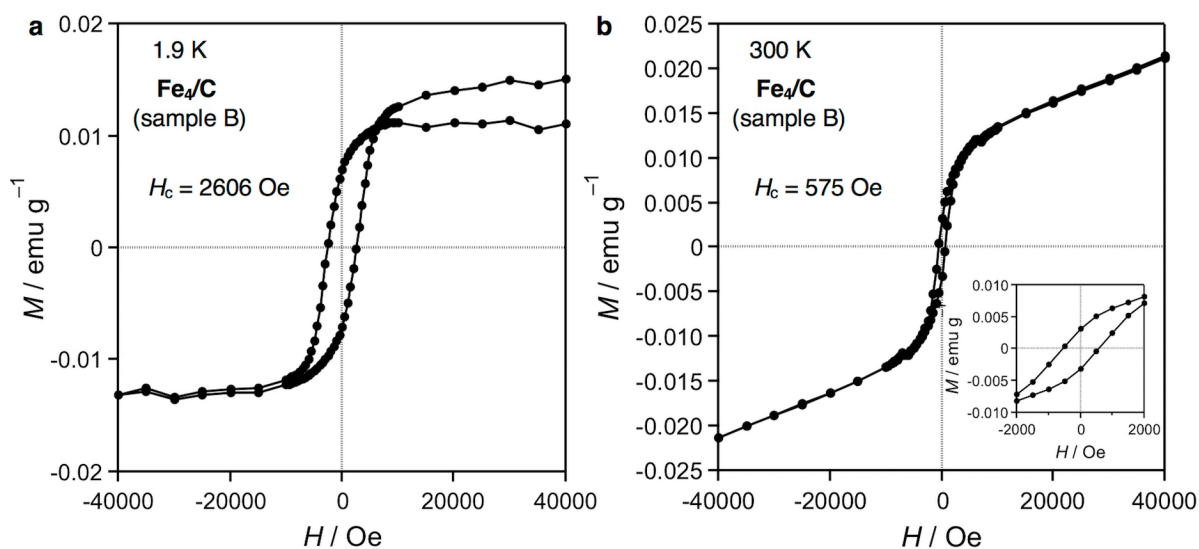 a
0.02
0.01
0
-0.01
-0.02
M / emu g⁻¹
1.9 K
Fe₄/C
(sample B)
Hc = 2606 Oe
-40000 -20000 0 20000 40000
H / Oe
b
0.025
0.020
0.015
0.010
0.005
0
-0.005
-0.010
-0.015
-0.020
-0.025
M / emu g⁻¹
300 K
Fe₄/C
(sample B)
Hc = 575 Oe
0.010
0.005
0
-0.005
-0.010
M / emu g⁻¹
-2000 0 2000
H / Oe
-40000 -20000 0 20000 40000
H / Oe